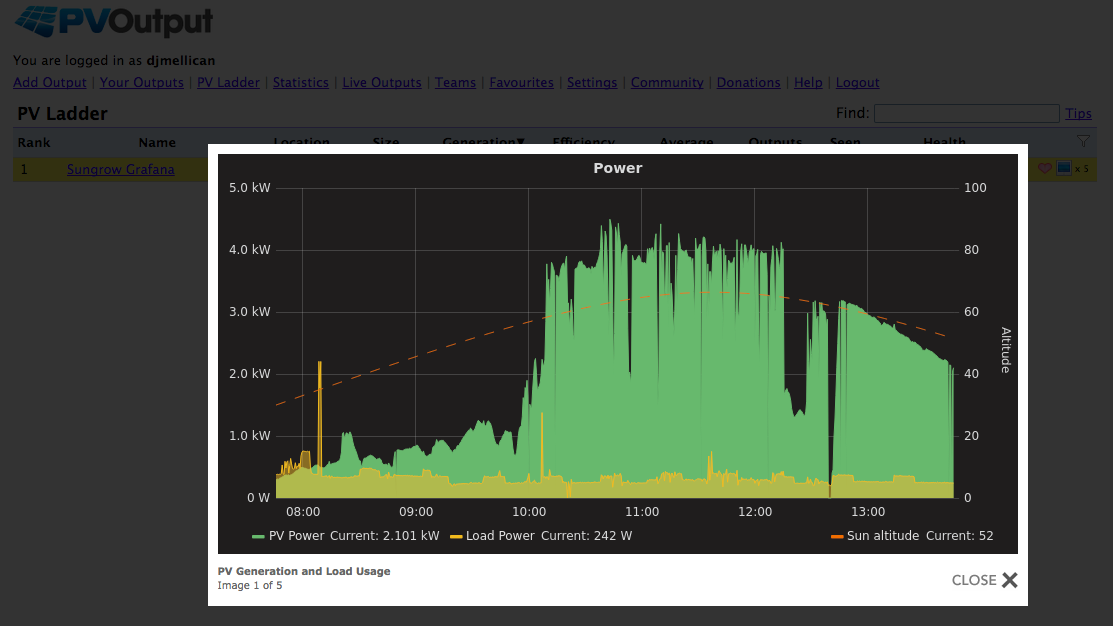 PVOutput
You are logged in as djmellican
Add Output | Your Outputs | PV Ladder | Statistics | Live Outputs | Teams | Favourites | Settings | Community | Donations | Help | Logout
PV Ladder
Find:
Tips
Rank Name Location Size Generation▼ Efficiency Average Outputs Seen Health
1 Sungrow Grafana x 5
Power
5.0 kW 100
4.0 kW 80
3.0 kW 60
2.0 kW 40
1.0 kW 20
0 W 0
Altitude
08:00 09:00 10:00 11:00 12:00 13:00
PV Power Current: 2.101 kW Load Power Current: 242 W Sun altitude Current: 52
PV Generation and Load Usage
Image 1 of 5
CLOSE